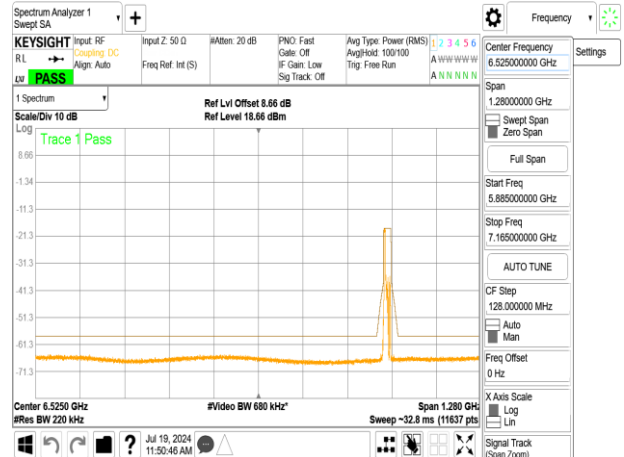 Spectrum Analyzer 1
Swept SA
+
Frequency
KEYSIGHT Input: RF Input Z: 50 Ω #Atten: 20 dB PNO: Fast Avg Type: Power (RMS) 1 2 3 4 5 6
RL Coupling: DC Gate: Off Avg|Hold: 100/100 A W W W W W
Align: Auto Freq Ref: Int (S) IF Gain: Low Trig: Free Run
PASS Sig Track: Off A N N N N N
1 Spectrum
Ref Lvl Offset 8.66 dB
Scale/Div 10 dB Ref Level 18.66 dBm
Log
Trace 1 Pass
8.66
-1.34
-11.3
-21.3
-31.3
-41.3
-51.3
-61.3
-71.3
Center 6.5250 GHz #Video BW 680 kHz* Span 1.280 GHz
#Res BW 220 kHz Sweep ~32.8 ms (11637 pts
? Jul 19, 2024
11:50:46 AM
Settings
Center Frequency
6.525000000 GHz
Span
1.28000000 GHz
Swept Span
Zero Span
Full Span
Start Freq
5.885000000 GHz
Stop Freq
7.165000000 GHz
AUTO TUNE
CF Step
128.000000 MHz
Auto
Man
Freq Offset
0 Hz
X Axis Scale
Log
Lin
Signal Track
(Span Zoom)